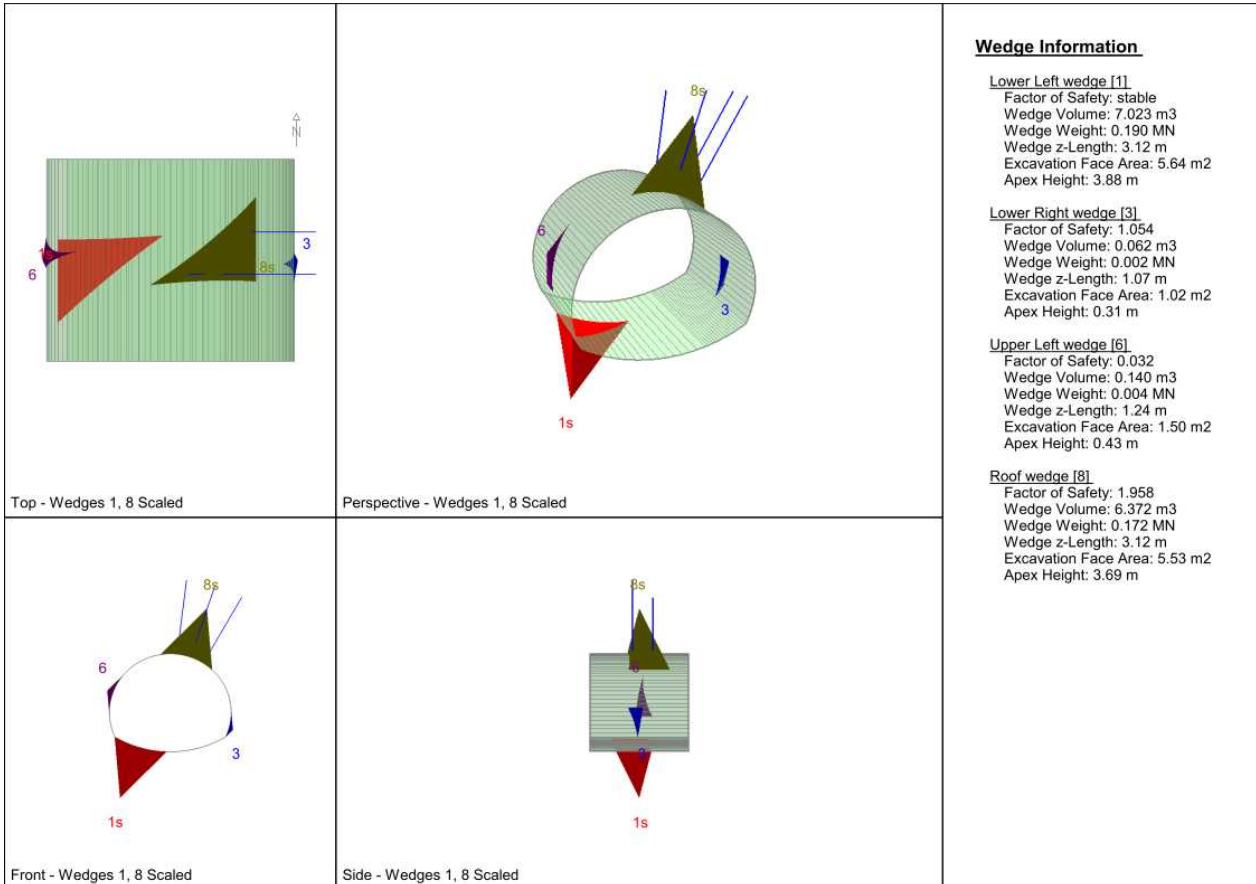 N
1s
6
8s
3
Top - Wedges 1, 8 Scaled
8s
6
3
1s
Perspective - Wedges 1, 8 Scaled
8s
6
3
1s
Front - Wedges 1, 8 Scaled
8s
6
3
1s
Side - Wedges 1, 8 Scaled
Wedge Information
Lower Left wedge [1]
Factor of Safety: stable
Wedge Volume: 7.023 m3
Wedge Weight: 0.190 MN
Wedge z-Length: 3.12 m
Excavation Face Area: 5.64 m2
Apex Height: 3.88 m
Lower Right wedge [3]
Factor of Safety: 1.054
Wedge Volume: 0.062 m3
Wedge Weight: 0.002 MN
Wedge z-Length: 1.07 m
Excavation Face Area: 1.02 m2
Apex Height: 0.31 m
Upper Left wedge [6]
Factor of Safety: 0.032
Wedge Volume: 0.140 m3
Wedge Weight: 0.004 MN
Wedge z-Length: 1.24 m
Excavation Face Area: 1.50 m2
Apex Height: 0.43 m
Roof wedge [8]
Factor of Safety: 1.958
Wedge Volume: 6.372 m3
Wedge Weight: 0.172 MN
Wedge z-Length: 3.12 m
Excavation Face Area: 5.53 m2
Apex Height: 3.69 m